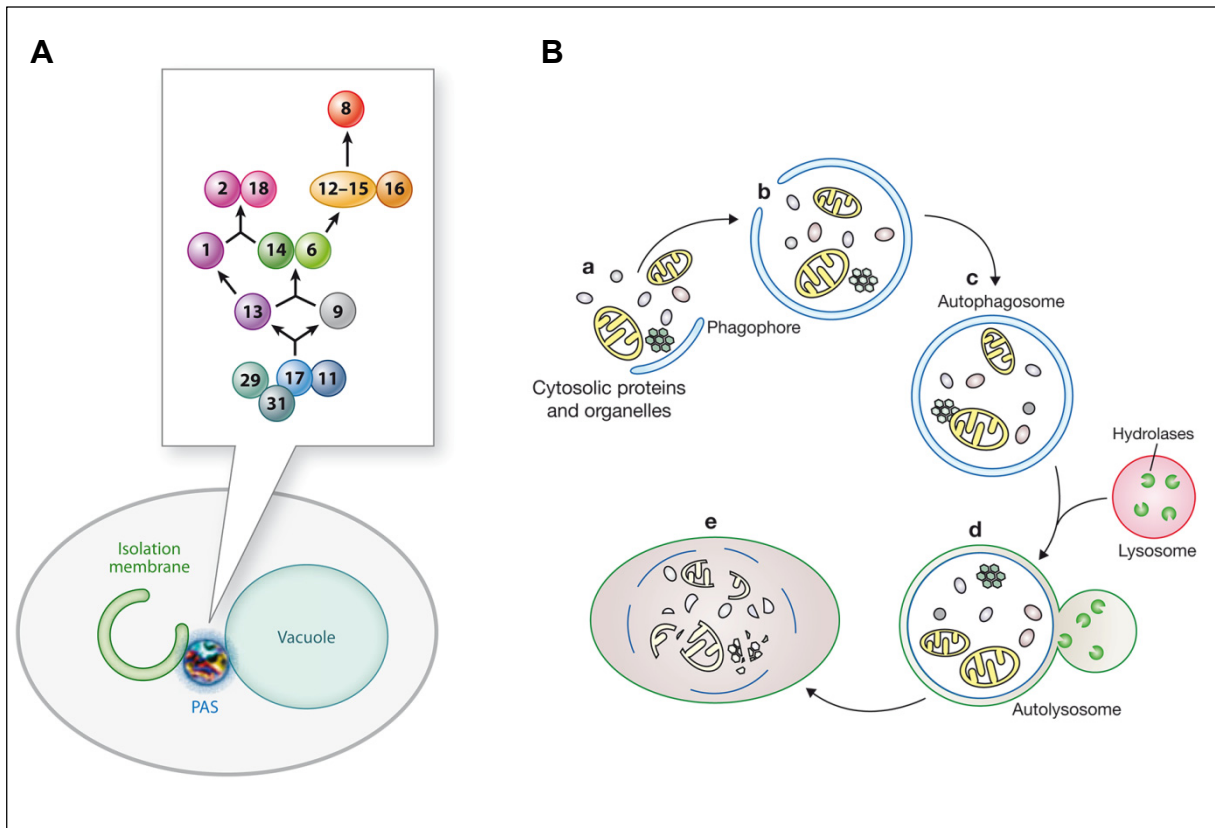 A
8
2 18
12–15 16
1
14 6
13
9
29
17 11
31
Isolation
membrane
Vacuole
PAS
B
a
Phagophore
Cytosolic proteins
and organelles
b
c
Autophagosome
Hydrolases
Lysosome
d
Autolysosome
e